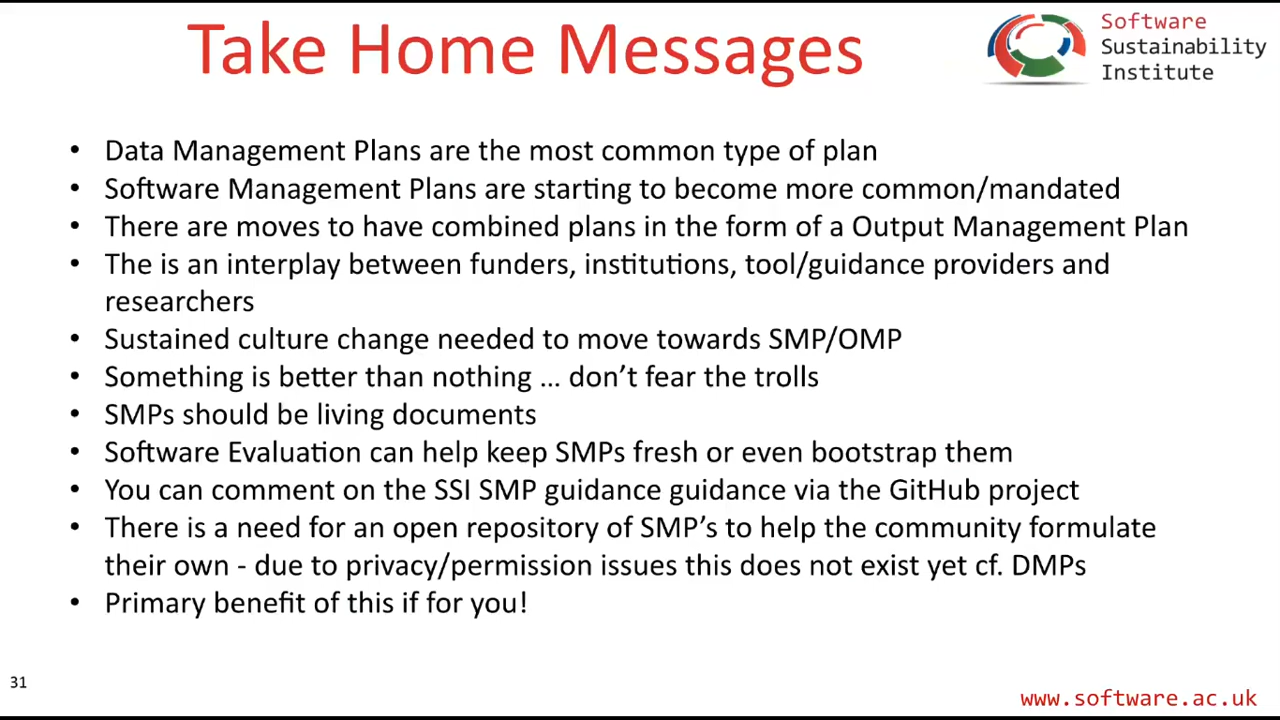 Take Home Messages
Software
Sustainability
Institute
• Data Management Plans are the most common type of plan
• Software Management Plans are starting to become more common/mandated
• There are moves to have combined plans in the form of a Output Management Plan
• The is an interplay between funders, institutions, tool/guidance providers and
researchers
• Sustained culture change needed to move towards SMP/OMP
• Something is better than nothing … don’t fear the trolls
• SMPs should be living documents
• Software Evaluation can help keep SMPs fresh or even bootstrap them
• You can comment on the SSI SMP guidance guidance via the GitHub project
• There is a need for an open repository of SMP’s to help the community formulate
their own - due to privacy/permission issues this does not exist yet cf. DMPs
• Primary benefit of this if for you!
31
www.software.ac.uk